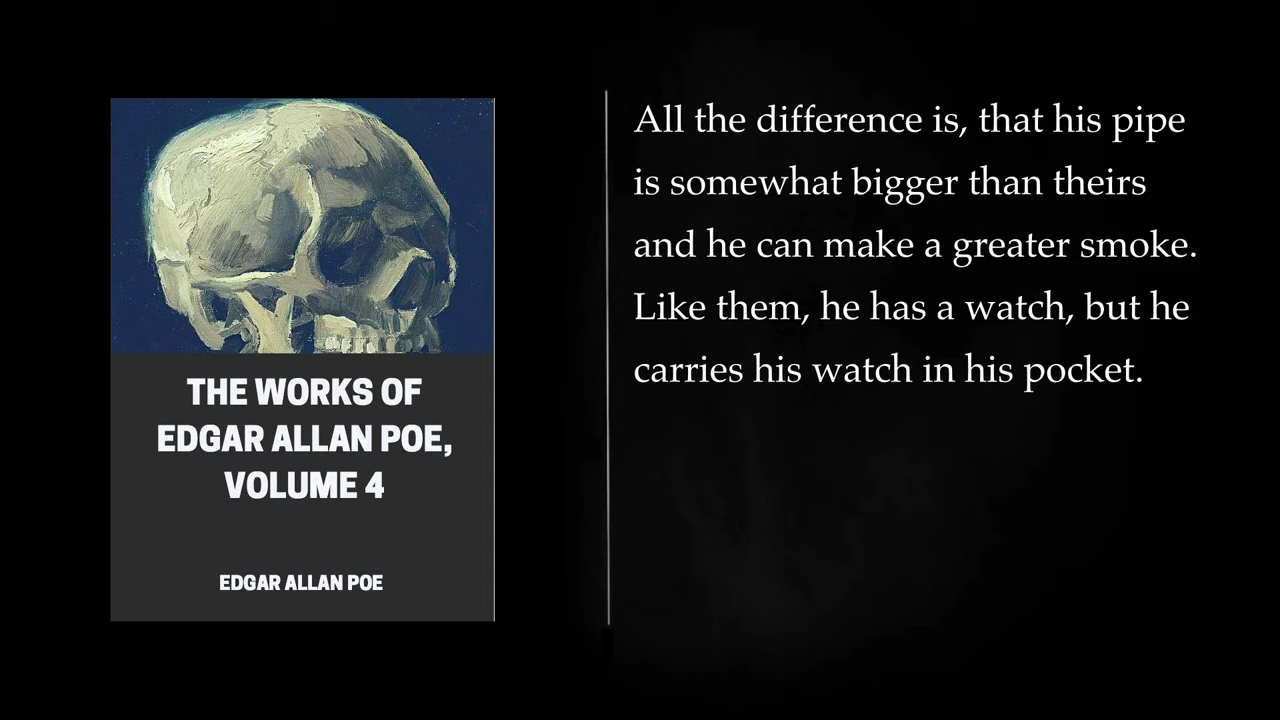 THE WORKS OF
EDGAR ALLAN POE,
VOLUME 4
EDGAR ALLAN POE
All the difference is, that his pipe
is somewhat bigger than theirs
and he can make a greater smoke.
Like them, he has a watch, but he
carries his watch in his pocket.